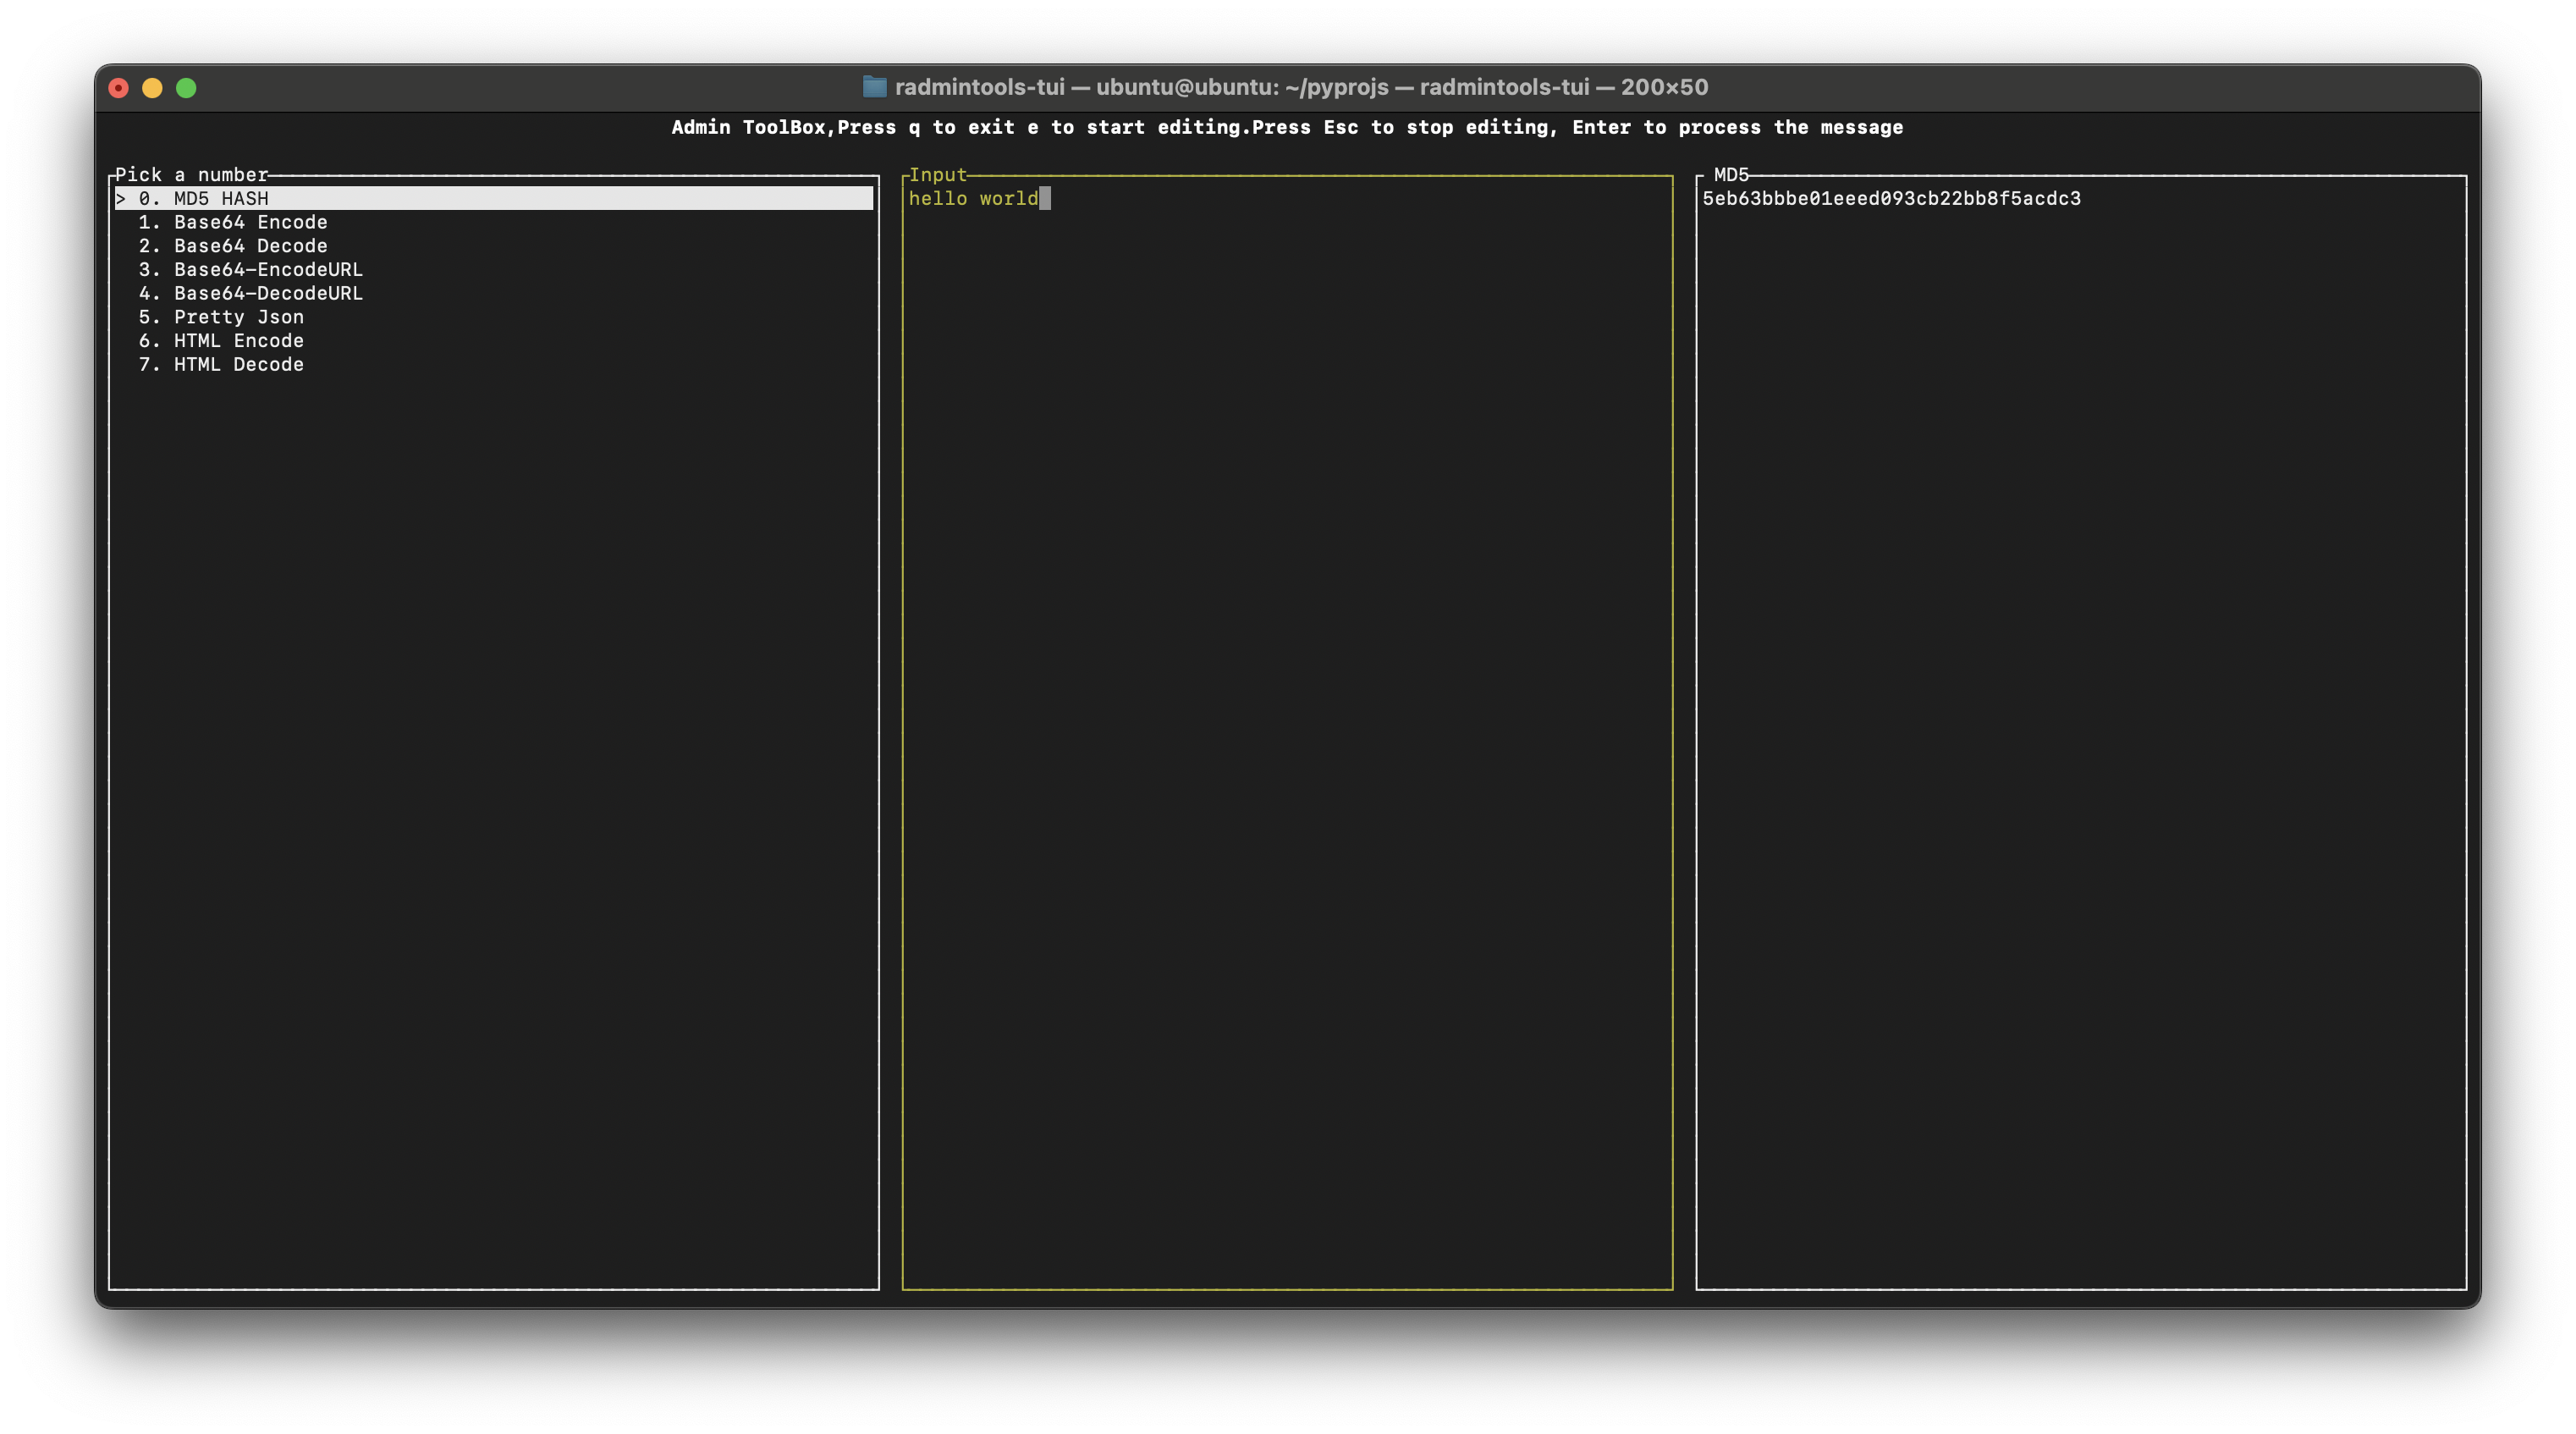 radmintools-tui — ubuntu@ubuntu: ~/pyprojs — radmintools-tui — 200×50
Admin ToolBox,Press q to exit e to start editing.Press Esc to stop editing, Enter to process the message
Pick a number
> 0. MD5 HASH
1. Base64 Encode
2. Base64 Decode
3. Base64-EncodeURL
4. Base64-DecodeURL
5. Pretty Json
6. HTML Encode
7. HTML Decode
Input
hello world
MD5
5eb63bbbe01eeed093cb22bb8f5acdc3